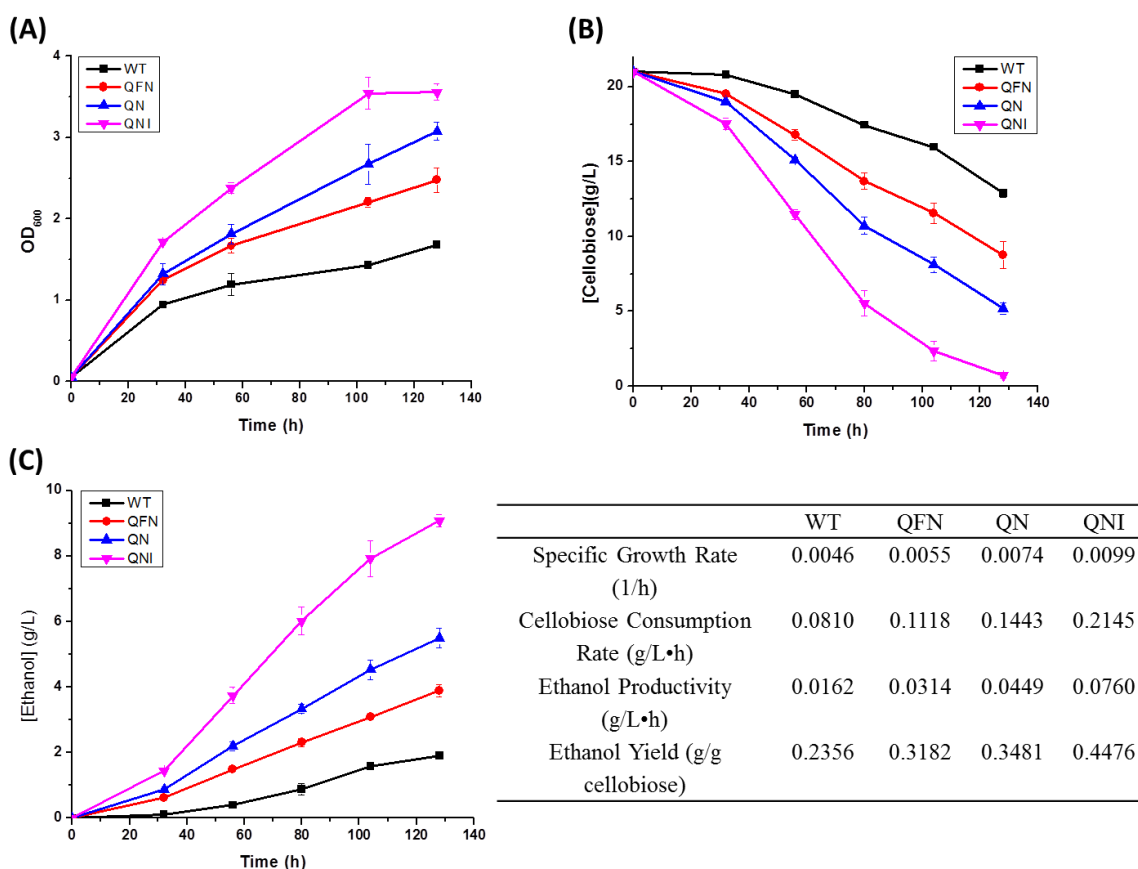 (A)
WT
QFN
QN
QNI
4
3
2
1
0
OD600
0 20 40 60 80 100 120 140
Time (h)
(B)
WT
QFN
QN
QNI
20
15
10
5
0
[Cellobiose](g/L)
0 20 40 60 80 100 120 140
Time (h)
(C)
WT
QFN
QN
QNI
10
8
6
4
2
0
[Ethanol] (g/L)
0 20 40 60 80 100 120 140
Time (h)
WT QFN QN QNI
Specific Growth Rate 0.0046 0.0055 0.0074 0.0099
(1/h)
Cellobiose Consumption 0.0810 0.1118 0.1443 0.2145
Rate (g/L•h)
Ethanol Productivity 0.0162 0.0314 0.0449 0.0760
(g/L•h)
Ethanol Yield (g/g 0.2356 0.3182 0.3481 0.4476
cellobiose)